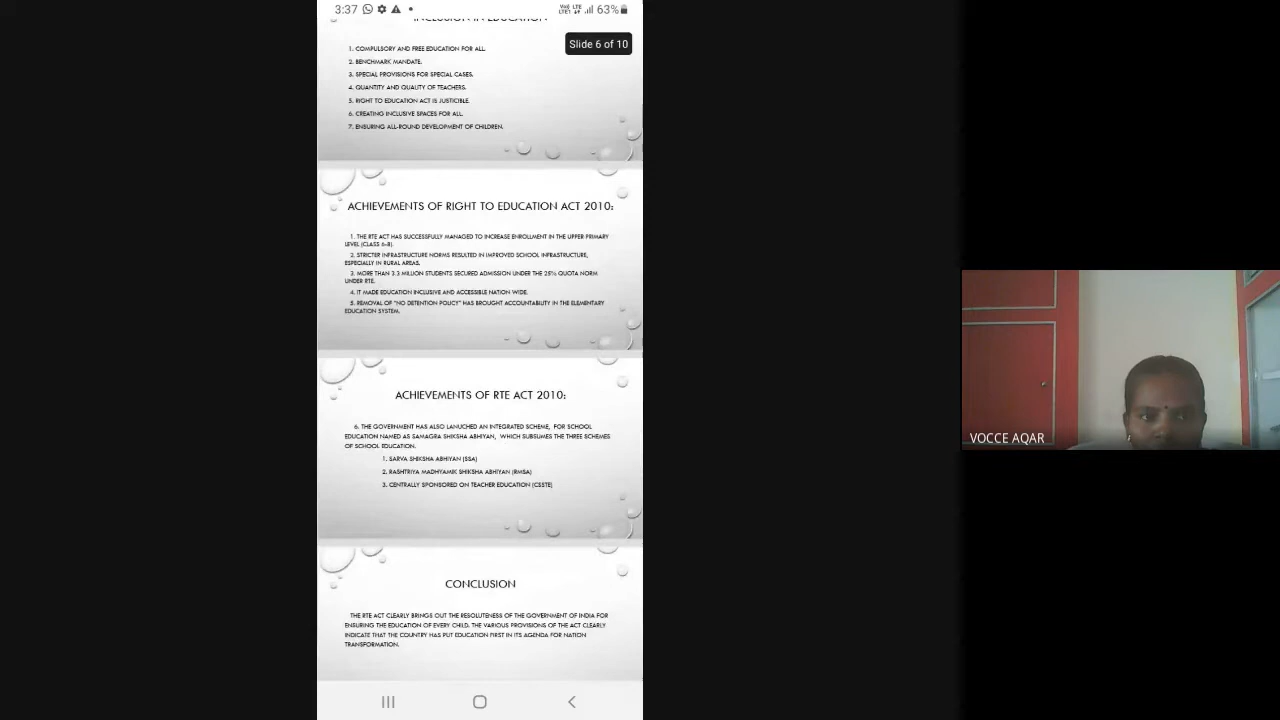 3:37
63%
INCLUSION IN EDUCATION
Slide 6 of 10
1. COMPULSORY AND FREE EDUCATION FOR ALL.
2. BENCHMARK MANDATE.
3. SPECIAL PROVISIONS FOR SPECIAL CASES.
4. QUANTITY AND QUALITY OF TEACHERS.
5. RIGHT TO EDUCATION ACT IS JUSTICIBLE.
6. CREATING INCLUSIVE SPACES FOR ALL.
7. ENSURING ALL-ROUND DEVELOPMENT OF CHILDREN.
ACHIEVEMENTS OF RIGHT TO EDUCATION ACT 2010:
1. THE RTE ACT HAS SUCCESSFULLY MANAGED TO INCREASE ENROLLMENT IN THE UPPER PRIMARY
LEVEL (CLASS 6-8).
2. STRICTER INFRASTRUCTURE NORMS RESULTED IN IMPROVED SCHOOL INFRASTRUCTURE,
ESPECIALLY IN RURAL AREAS.
3. MORE THAN 3.3 MILLION STUDENTS SECURED ADMISSION UNDER THE 25% QUOTA NORM
UNDER RTE.
4. IT MADE EDUCATION INCLUSIVE AND ACCESSIBLE NATION WIDE.
5. REMOVAL OF "NO DETENTION POLICY" HAS BROUGHT ACCOUNTABILITY IN THE ELEMENTARY
EDUCATION SYSTEM.
ACHIEVEMENTS OF RTE ACT 2010:
6. THE GOVERNMENT HAS ALSO LANUCHED AN INTEGRATED SCHEME, FOR SCHOOL
EDUCATION NAMED AS SAMAGRA SHIKSHA ABHIYAN, WHICH SUBSUMES THE THREE SCHEMES
OF SCHOOL EDUCATION.
1. SARVA SHIKSHA ABHIYAN (SSA)
2. RASHTRIYA MADHYAMIK SHIKSHA ABHIYAN (RMSA)
3. CENTRALLY SPONSORED ON TEACHER EDUCATION (CSSTE)
CONCLUSION
THE RTE ACT CLEARLY BRINGS OUT THE RESOLUTENESS OF THE GOVERNMENT OF INDIA FOR
ENSURING THE EDUCATION OF EVERY CHILD. THE VARIOUS PROVISIONS OF THE ACT CLEARLY
INDICATE THAT THE COUNTRY HAS PUT EDUCATION FIRST IN ITS AGENDA FOR NATION
TRANSFORMATION.
VOCCE AQAR